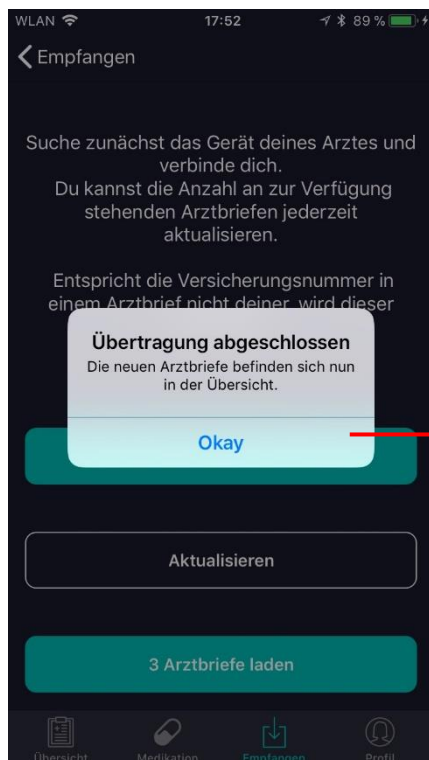 WLAN 17:52 89 %
Empfangen
Suche zunächst das Gerät deines Arztes und
verbinde dich.
Du kannst die Anzahl an zur Verfügung
stehenden Arztbriefen jederzeit
aktualisieren.
Entspricht die Versicherungsnummer in
einem Arztbrief nicht deiner, wird dieser
Übertragung abgeschlossen
Die neuen Arztbriefe befinden sich nun
in der Übersicht.
Okay
Aktualisieren
3 Arztbriefe laden
Übersicht Medikation Empfangen Profil